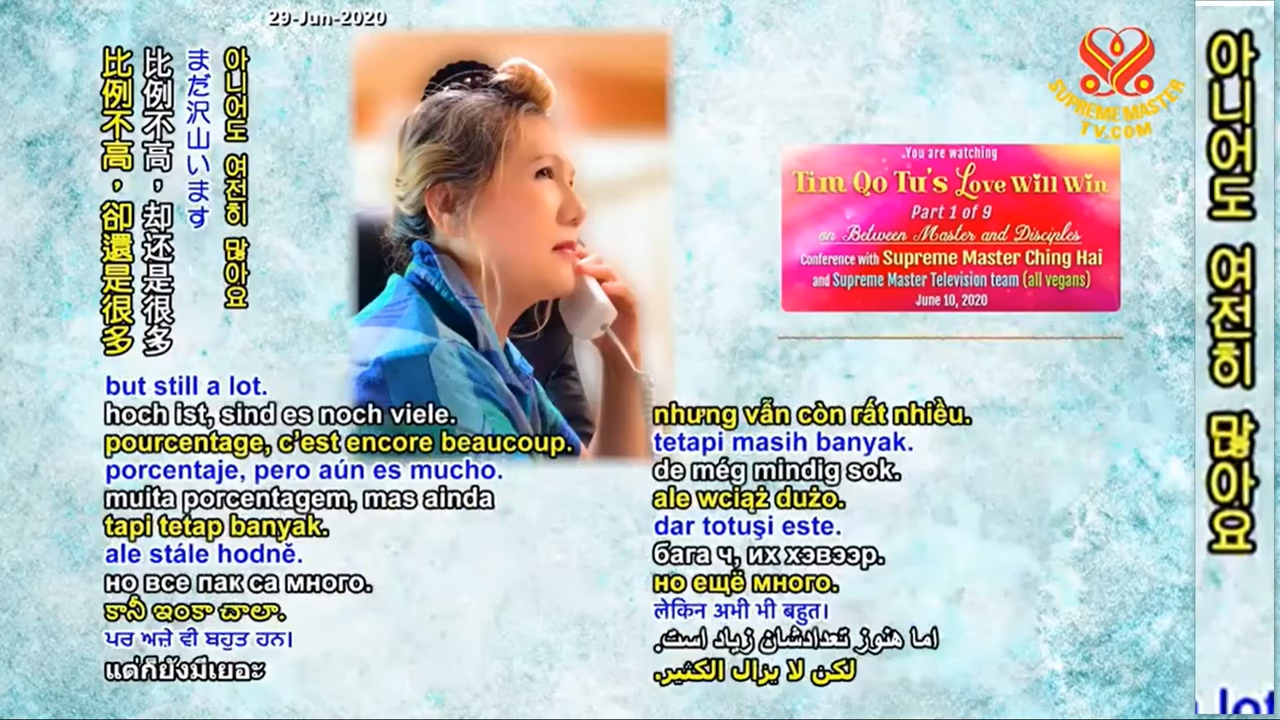 29-Jun-2020
아니어도 여전히 많아요
まだ沢山います
比例不高，却还是很多
比例不高，卻還是很多
SUPREME MASTER
TV.COM
You are watching
Tim Qo Tu's Love Will Win
Part 1 of 9
on Between Master and Disciples
Conference with Supreme Master Ching Hai
and Supreme Master Television team (all vegans)
June 10, 2020
but still a lot.
hoch ist, sind es noch viele.
pourcentage, c'est encore beaucoup.
porcentaje, pero aún es mucho.
muita porcentagem, mas ainda
tapi tetap banyak.
ale stále hodně.
но все пак са много.
కానీ ఇంకా చాలా.
ਪਰ ਅਜੇ ਵੀ ਬਹੁਤ ਹਨ।
แต่ก็ยังมีเยอะ
nhưng vẫn còn rất nhiều.
tetapi masih banyak.
de még mindig sok.
ale wciąż dużo.
dar totuşi este.
бага ч, их хэвээр.
но ещё много.
लेकिन अभी भी बहुत।
اما هنوز تعدادشان زیاد است.
لكن لا يزال الكثير.
아니어도 여전히 많아요
lot